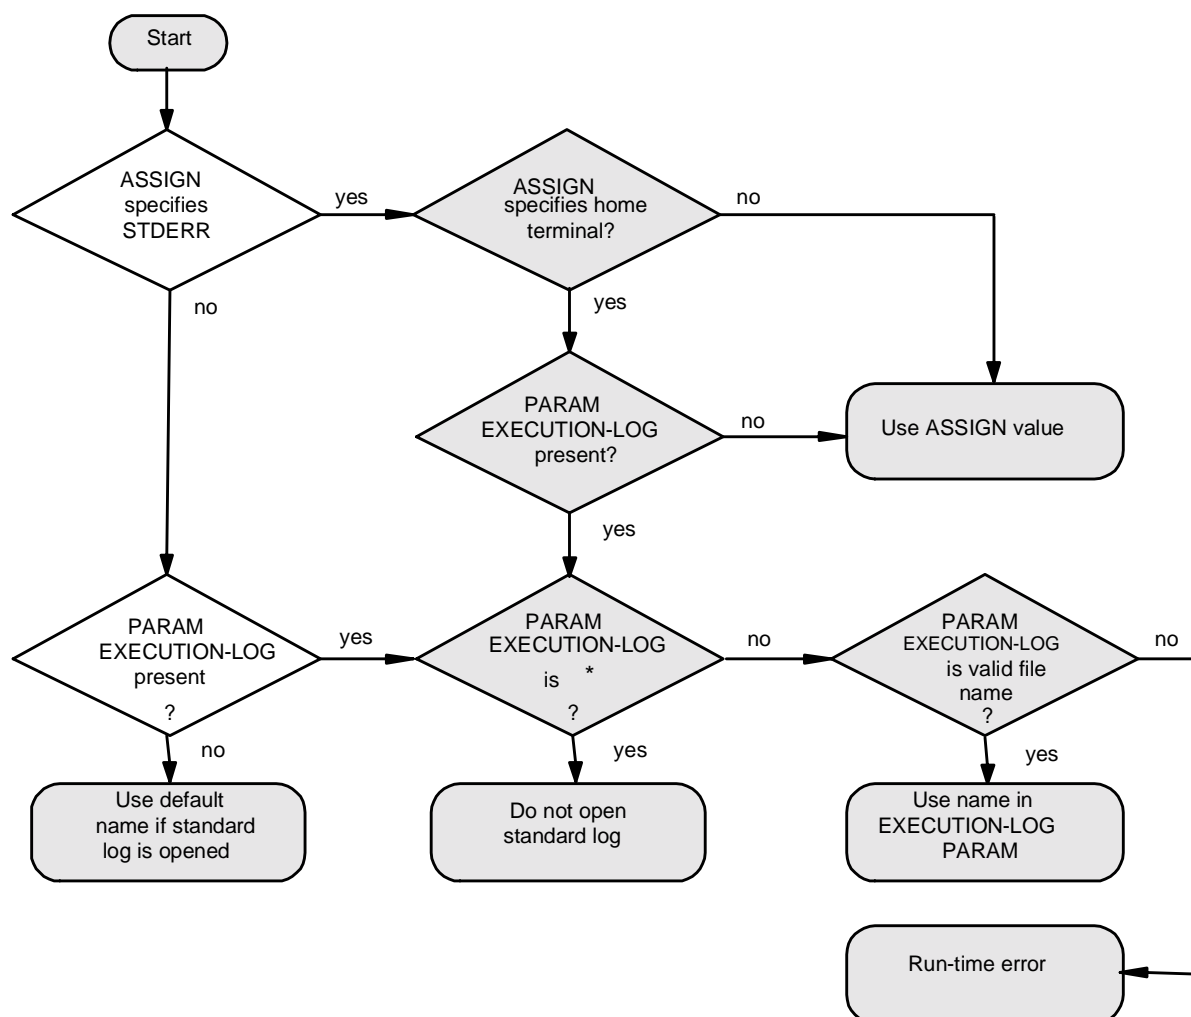 Start
ASSIGN
specifies
STDERR
yes
ASSIGN
specifies home
terminal?
no
no
yes
PARAM
EXECUTION-LOG
present?
no
Use ASSIGN value
yes
PARAM
EXECUTION-LOG
present
?
yes
PARAM
EXECUTION-LOG
is *
?
no
PARAM
EXECUTION-LOG
is valid file
name
?
no
no
yes
yes
Use default
name if standard
log is opened
Do not open
standard log
Use name in
EXECUTION-LOG
PARAM
Run-time error